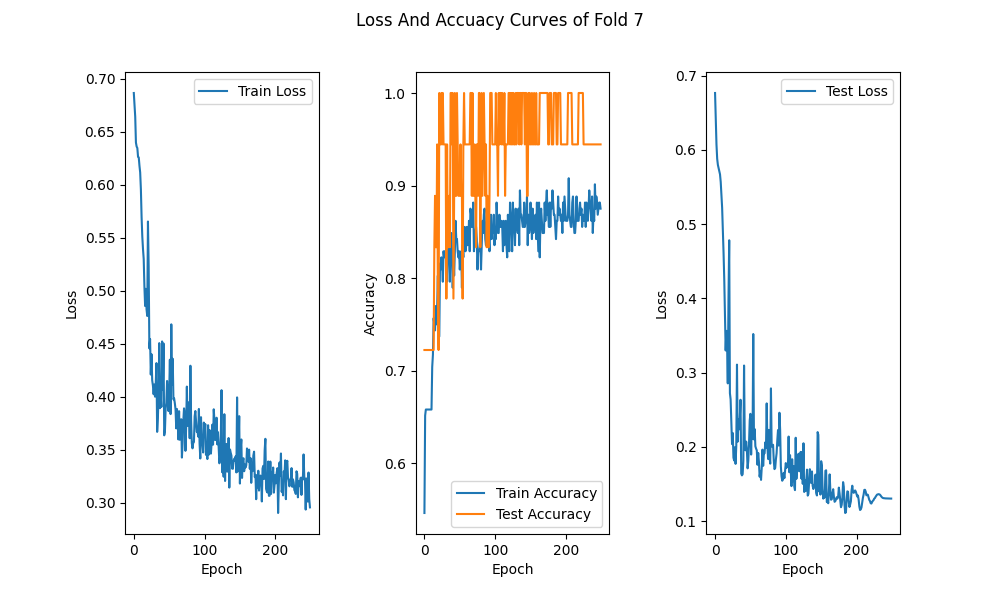 Loss And Accuacy Curves of Fold 7
0.70
0.65
0.60
0.55
0.50
0.45
0.40
0.35
0.30
Loss
0
100
200
Epoch
Train Loss
1.0
0.9
0.8
0.7
0.6
Accuracy
0
100
200
Epoch
Train Accuracy
Test Accuracy
0.7
0.6
0.5
0.4
0.3
0.2
0.1
Loss
0
100
200
Epoch
Test Loss